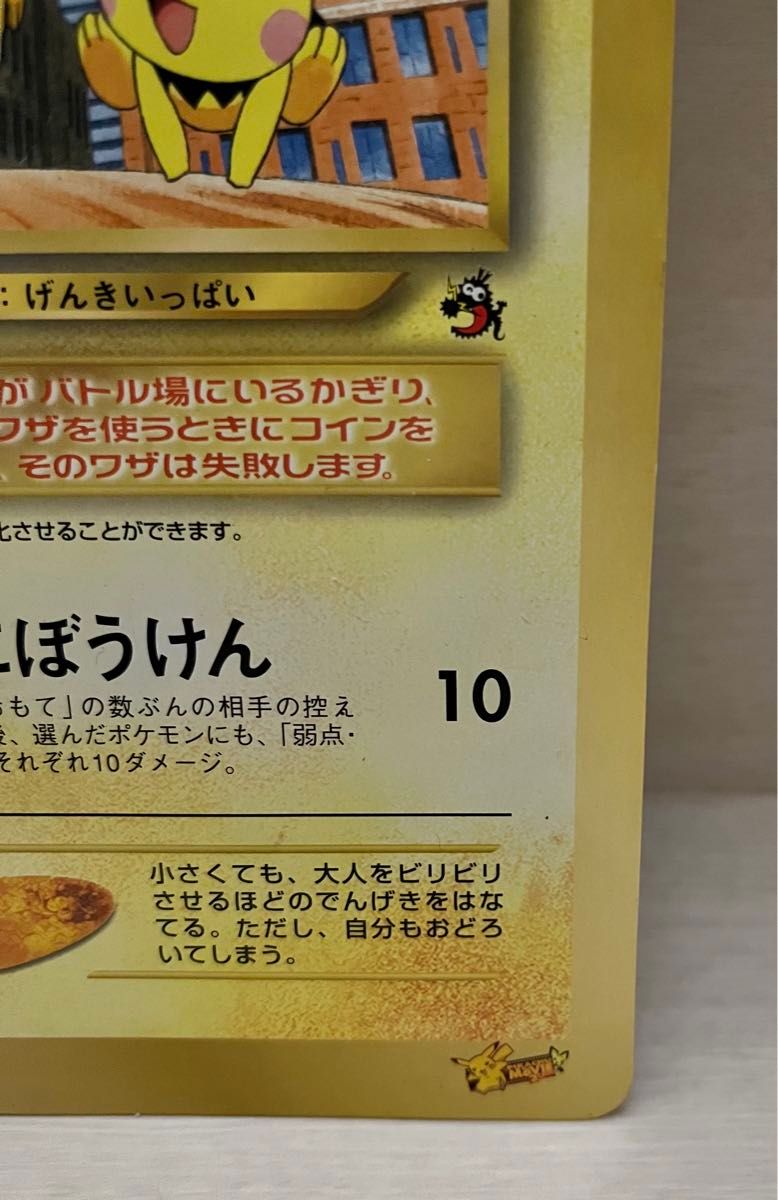 : げんきいっぱい
が バトル場にいるかぎり、
ワザを使うときにコインを
、そのワザは失敗します。
化させることができます。
にぼうけん
10
おもて」の数ぶんの相手の控え
後、選んだポケモンにも、「弱点・
それぞれ10ダメージ。
小さくても、大人をビリビリ
させるほどのでんげきをはな
てる。ただし、自分もおどろ
いてしまう。
MOVIE